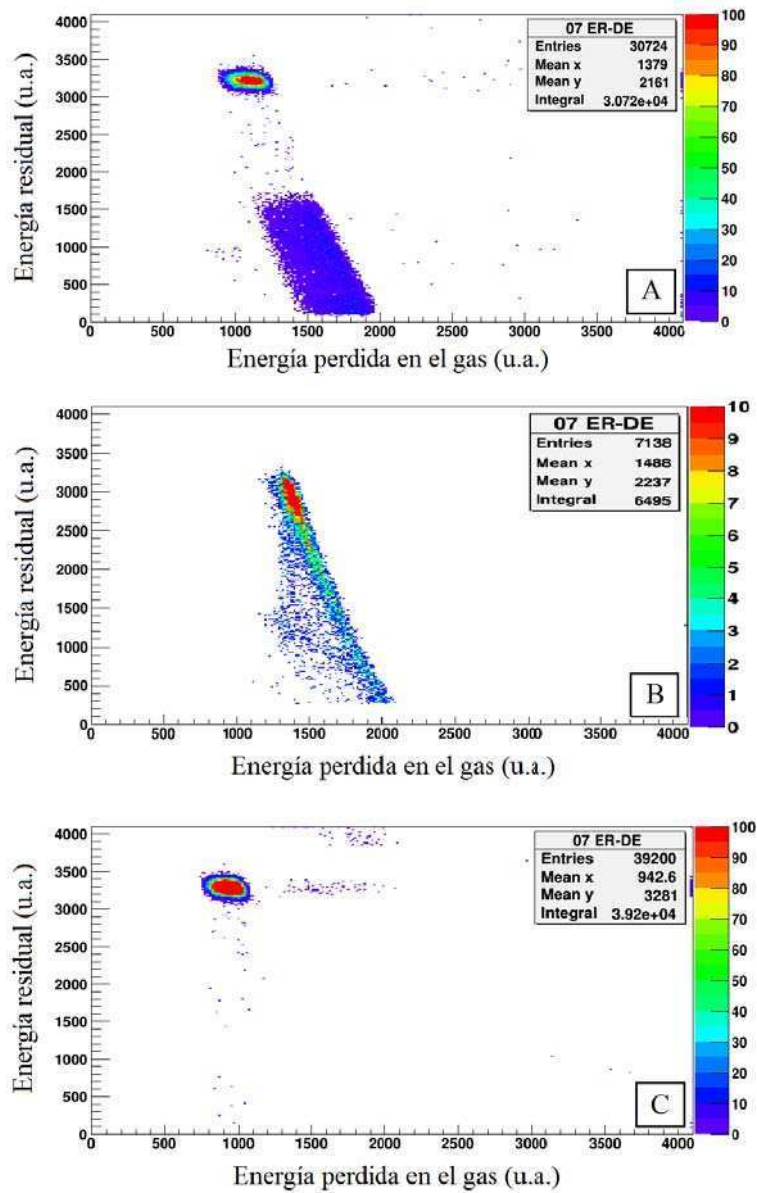 07 ER-DE
Entries 30724
Mean x 1379
Mean y 2161
Integral 3.072e+04
Energía residual (u.a.)
4000
3500
3000
2500
2000
1500
1000
500
0
0 500 1000 1500 2000 2500 3000 3500 4000
100
90
80
70
60
50
40
30
20
10
0
A
Energía perdida en el gas (u.a.)
07 ER-DE
Entries 7138
Mean x 1488
Mean y 2237
Integral 6495
Energía residual (u.a.)
4000
3500
3000
2500
2000
1500
1000
500
0
0 500 1000 1500 2000 2500 3000 3500 4000
10
9
8
7
6
5
4
3
2
1
0
B
Energía perdida en el gas (u.a.)
07 ER-DE
Entries 39200
Mean x 942.6
Mean y 3281
Integral 3.92e+04
Energía residual (u.a.)
4000
3500
3000
2500
2000
1500
1000
500
0
0 500 1000 1500 2000 2500 3000 3500 4000
100
90
80
70
60
50
40
30
20
10
0
C
Energía perdida en el gas (u.a.)